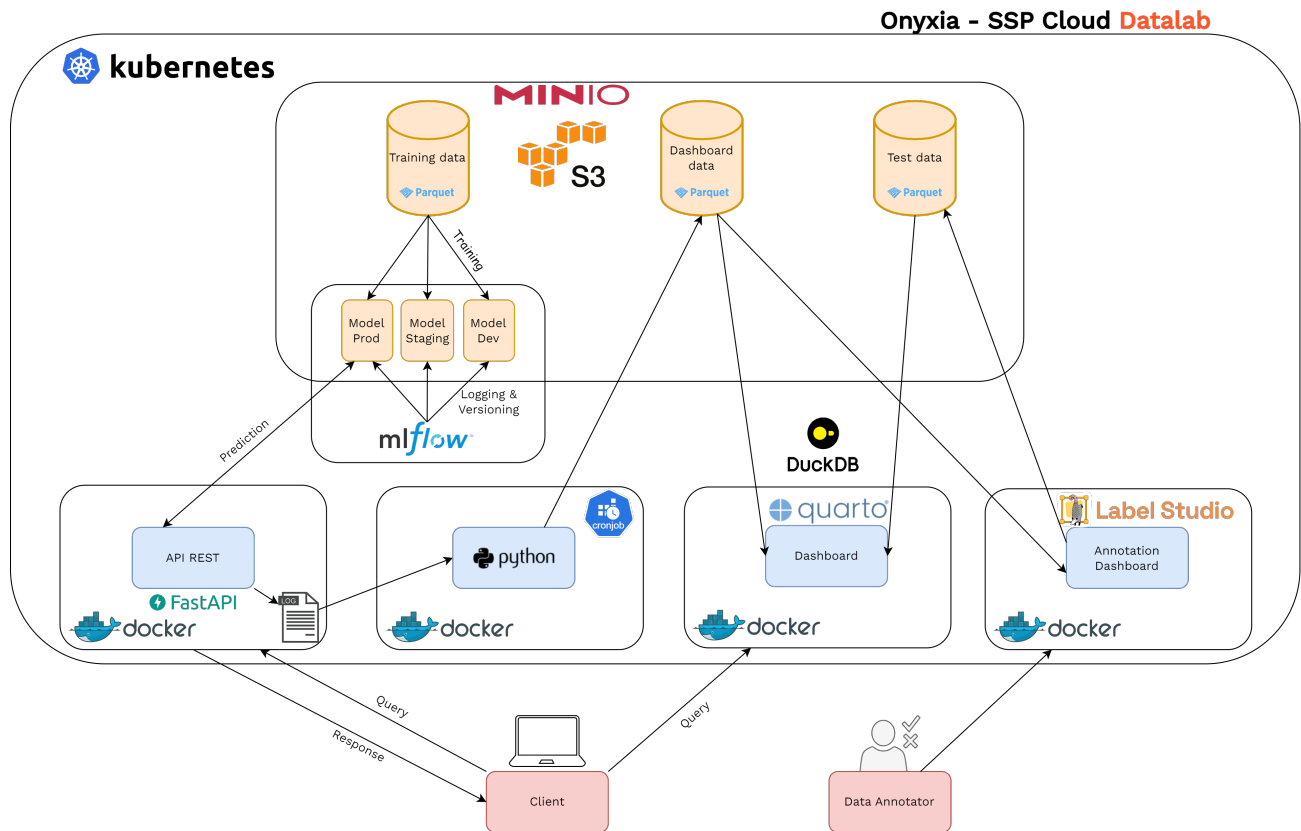 Onyxia - SSP Cloud Datalab
kubernetes
MINIO
Training data
Parquet
S3
Dashboard
data
Parquet
Test data
Parquet
Training
Model
Prod
Model
Staging
Model
Dev
Logging &
Versioning
mlflow™
Prediction
DuckDB
API REST
FastAPI
LOG
docker
cronjob
python
docker
quarto®
Dashboard
docker
Label Studio
Annotation
Dashboard
docker
Query
Response
Query
Client
Data Annotator